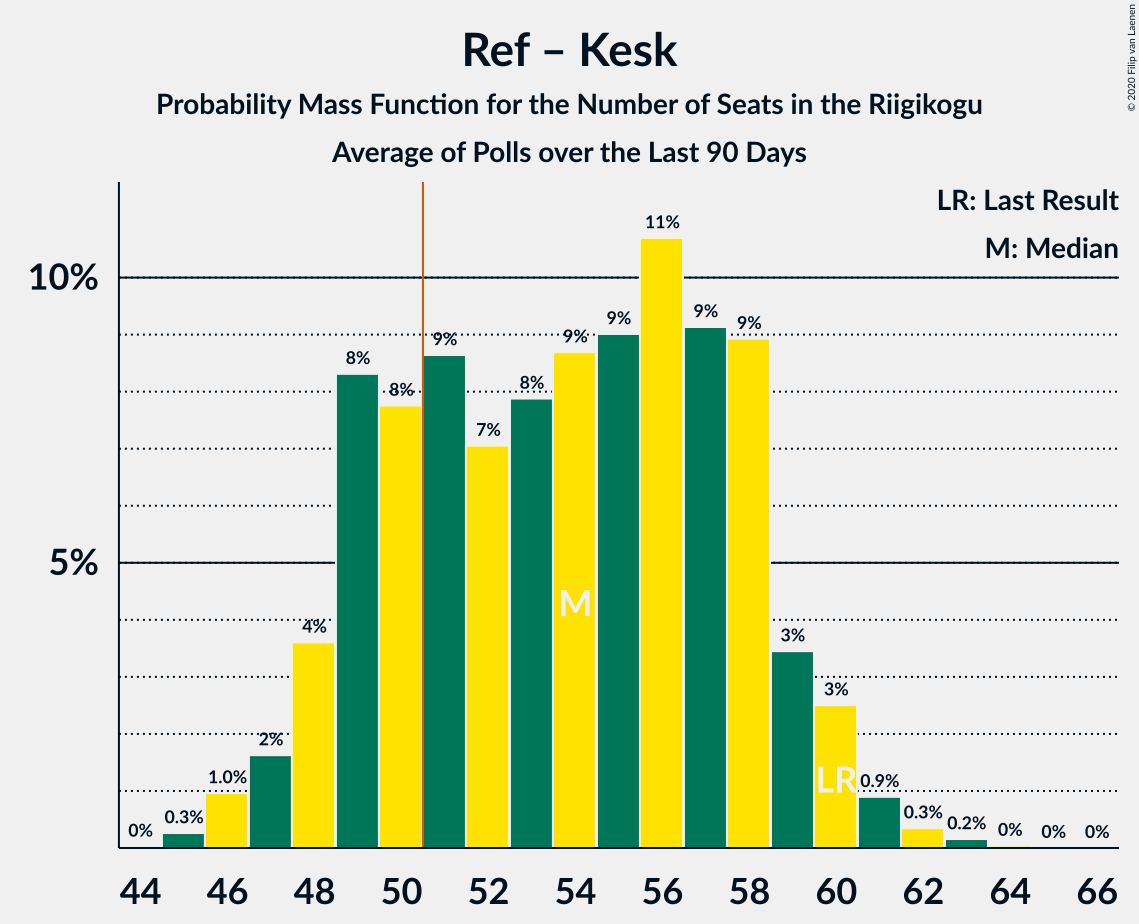 Ref – Kesk
Probability Mass Function for the Number of Seats in the Riigikogu
Average of Polls over the Last 90 Days
© 2020 Filip van Laenen
LR: Last Result
M: Median
10%
5%
0%
0.3%
1.0%
2%
4%
8%
8%
9%
7%
8%
9%
9%
11%
9%
9%
3%
3%
0.9%
0.3%
0.2%
0%
0%
0%
M
LR
44 46 48 50 52 54 56 58 60 62 64 66